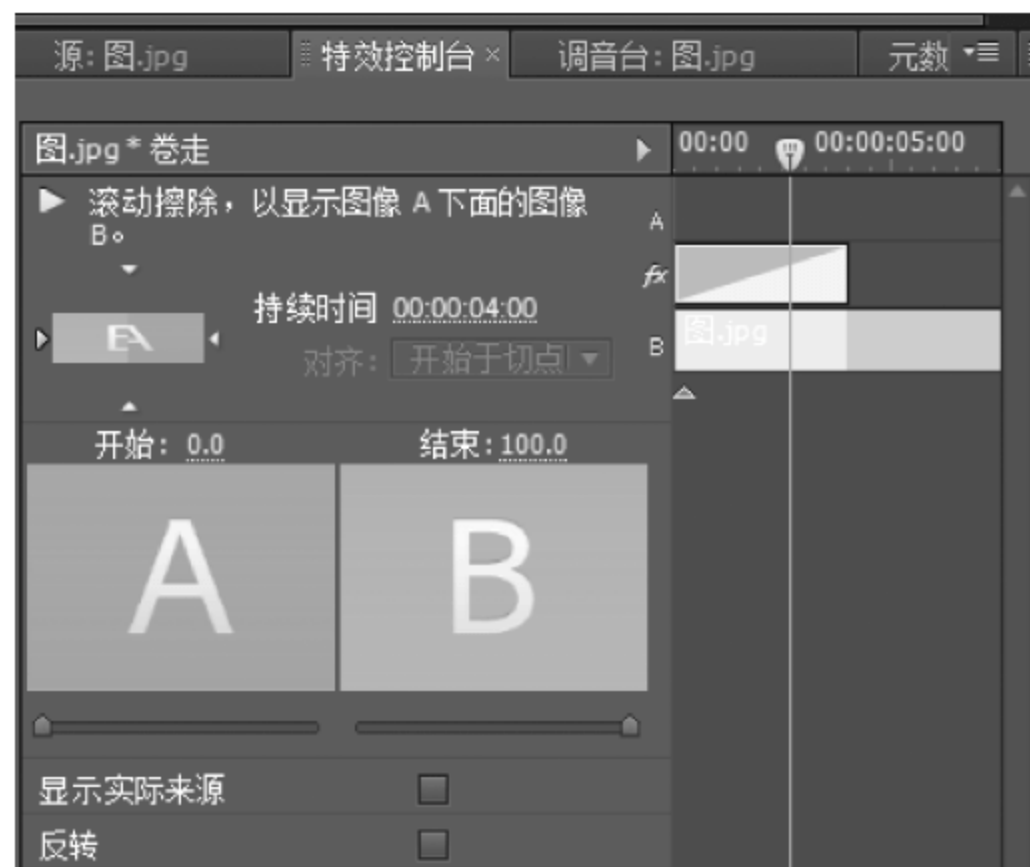 源: 图.jpg
特效控制台 ×
调音台: 图.jpg
元数
图.jpg * 卷走
00:00
00:00:05:00
滚动擦除，以显示图像 A 下面的图像
B。
A
fx
持续时间 00:00:04:00
EA
图.jpg
B
对齐: 开始于切点
开始: 0.0
结束: 100.0
A
B
显示实际来源
反转